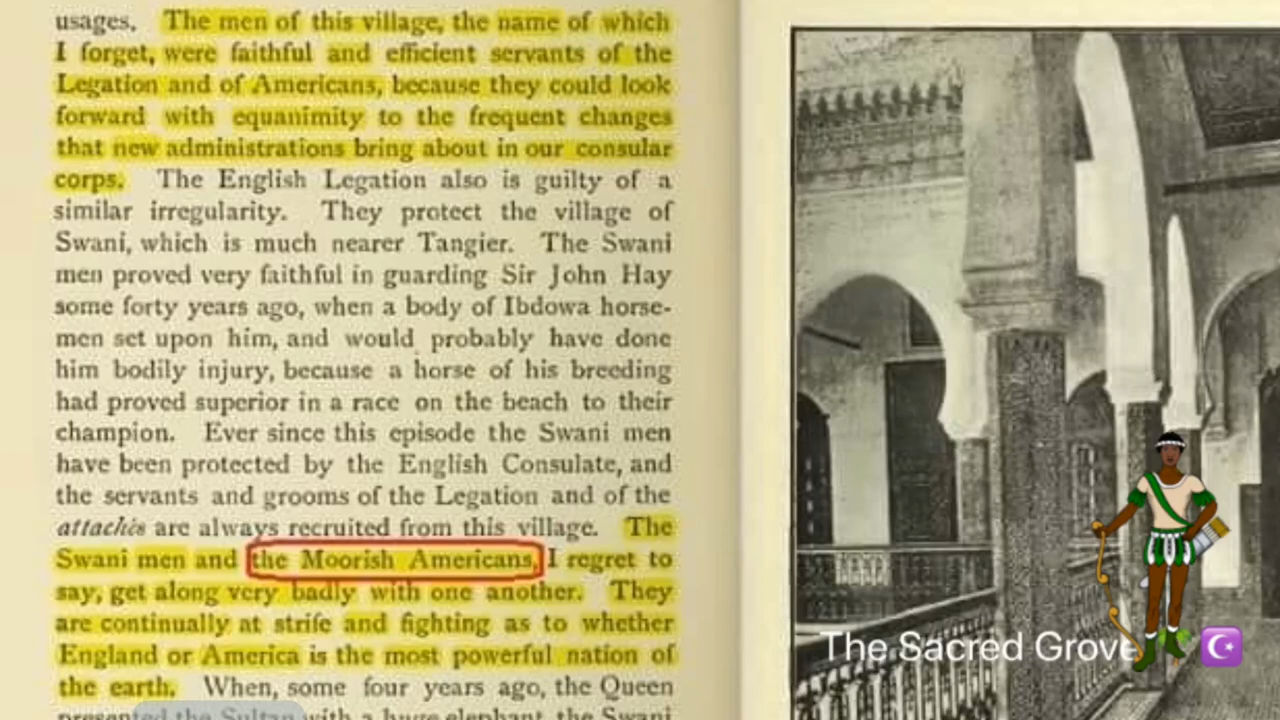 usages. The men of this village, the name of which
I forget, were faithful and efficient servants of the
Legation and of Americans, because they could look
forward with equanimity to the frequent changes
that new administrations bring about in our consular
corps. The English Legation also is guilty of a
similar irregularity. They protect the village of
Swani, which is much nearer Tangier. The Swani
men proved very faithful in guarding Sir John Hay
some forty years ago, when a body of Ibdowa horse-
men set upon him, and would probably have done
him bodily injury, because a horse of his breeding
had proved superior in a race on the beach to their
champion. Ever since this episode the Swani men
have been protected by the English Consulate, and
the servants and grooms of the Legation and of the
attachés are always recruited from this village. The
Swani men and the Moorish Americans, I regret to
say, get along very badly with one another. They
are continually at strife and fighting as to whether
England or America is the most powerful nation of
the earth. When, some four years ago, the Queen
presented the Sultan with a huge elephant, the Swani
The Sacred Grove